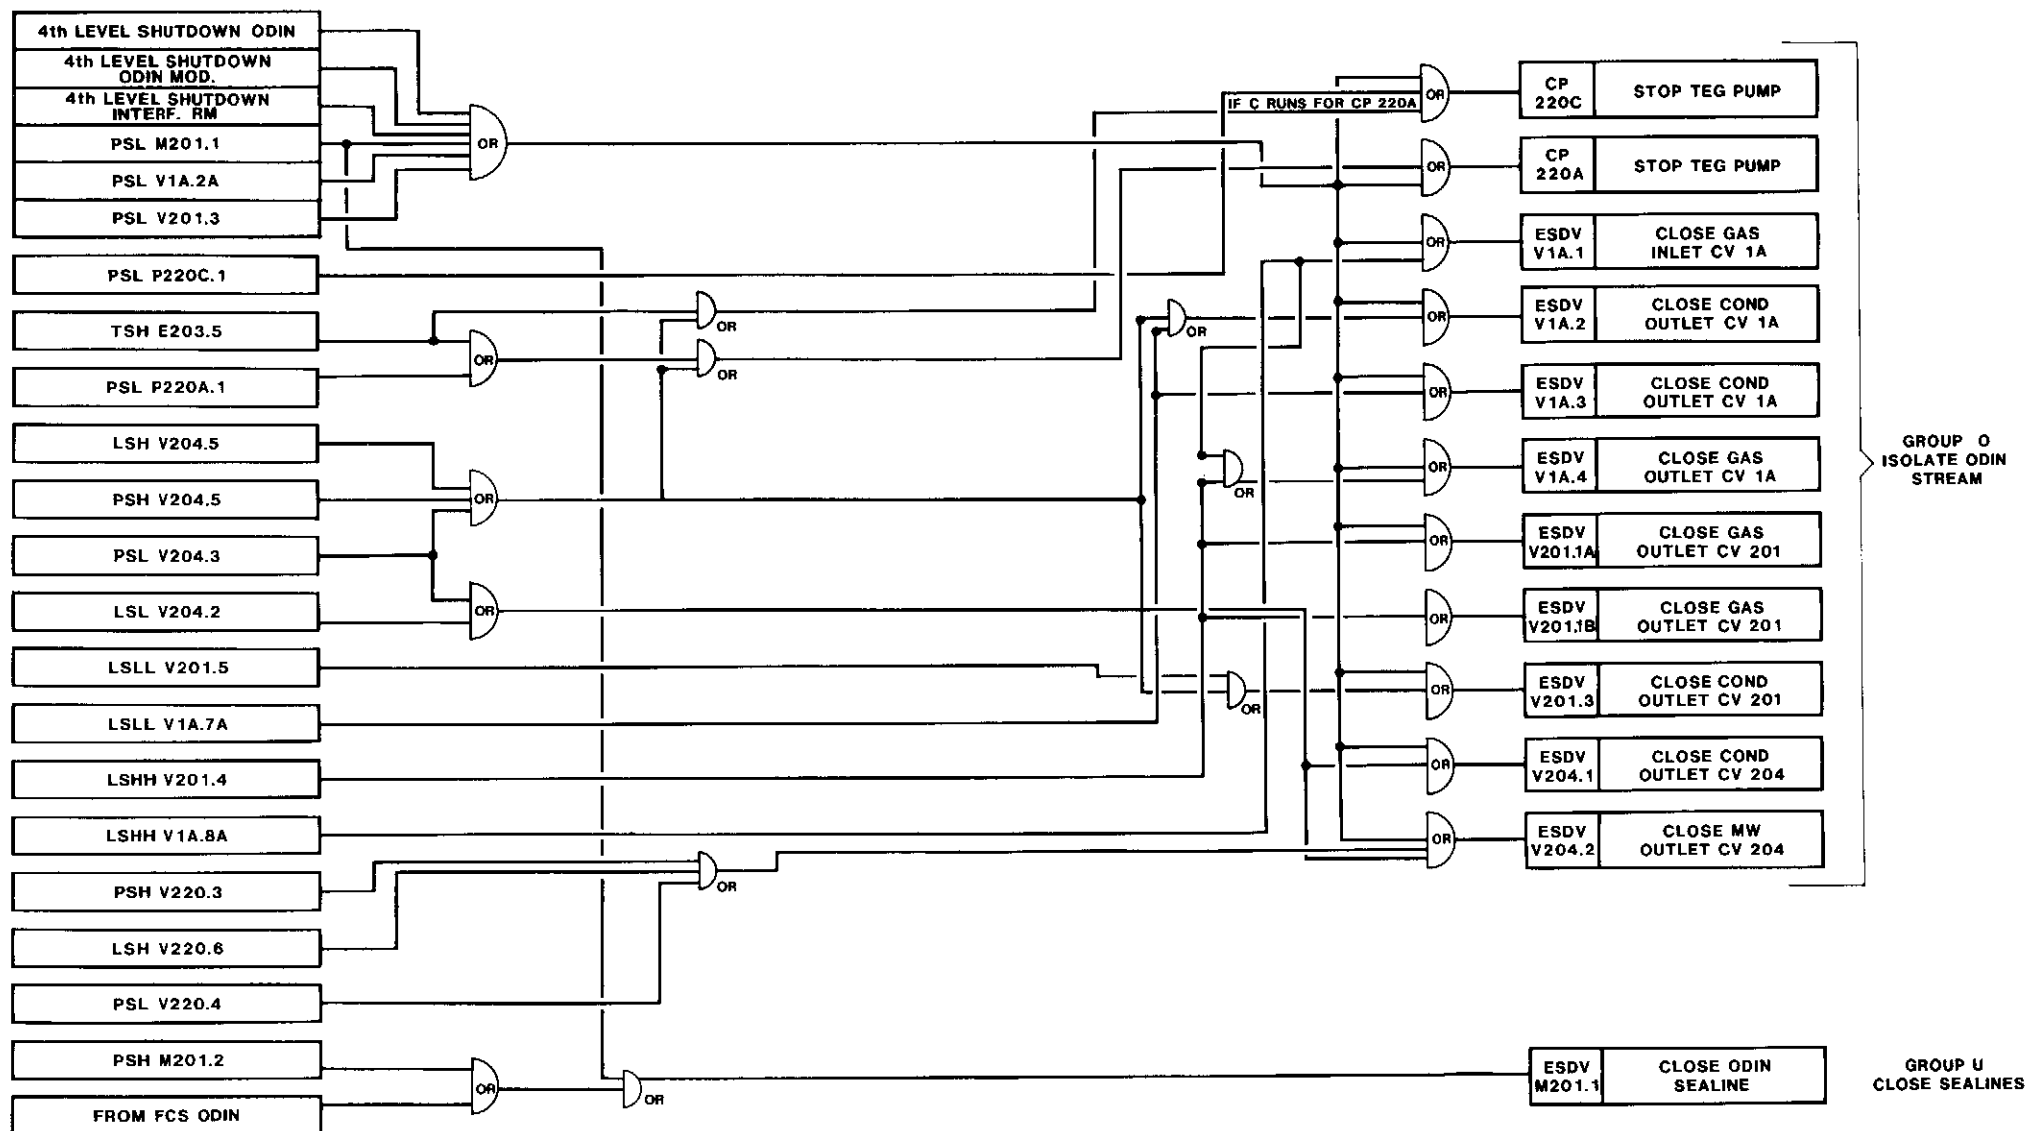 4th LEVEL SHUTDOWN ODIN
4th LEVEL SHUTDOWN
ODIN MOD.
4th LEVEL SHUTDOWN
INTERF. RM
PSL M201.1
PSL V1A.2A
PSL V201.3
PSL P220C.1
TSH E203.5
PSL P220A.1
LSH V204.5
PSH V204.5
PSL V204.3
LSL V204.2
LSLL V201.5
LSLL V1A.7A
LSHH V201.4
LSHH V1A.8A
PSH V220.3
LSH V220.6
PSL V220.4
PSH M201.2
FROM FCS ODIN
OR
OR
OR
OR
OR
OR
OR
OR
OR
OR
OR
OR
OR
IF C RUNS FOR CP 220A
OR
OR
OR
OR
OR
OR
OR
OR
OR
OR
OR
CP
220C
STOP TEG PUMP
CP
220A
STOP TEG PUMP
ESDV
V1A.1
CLOSE GAS
INLET CV 1A
ESDV
V1A.2
CLOSE COND
OUTLET CV 1A
ESDV
V1A.3
CLOSE COND
OUTLET CV 1A
ESDV
V1A.4
CLOSE GAS
OUTLET CV 1A
ESDV
V201.1A
CLOSE GAS
OUTLET CV 201
ESDV
V201.1B
CLOSE GAS
OUTLET CV 201
ESDV
V201.3
CLOSE COND
OUTLET CV 201
ESDV
V204.1
CLOSE COND
OUTLET CV 204
ESDV
V204.2
CLOSE MW
OUTLET CV 204
ESDV
M201.1
CLOSE ODIN
SEALINE
GROUP O
ISOLATE ODIN
STREAM
GROUP U
CLOSE SEALINES